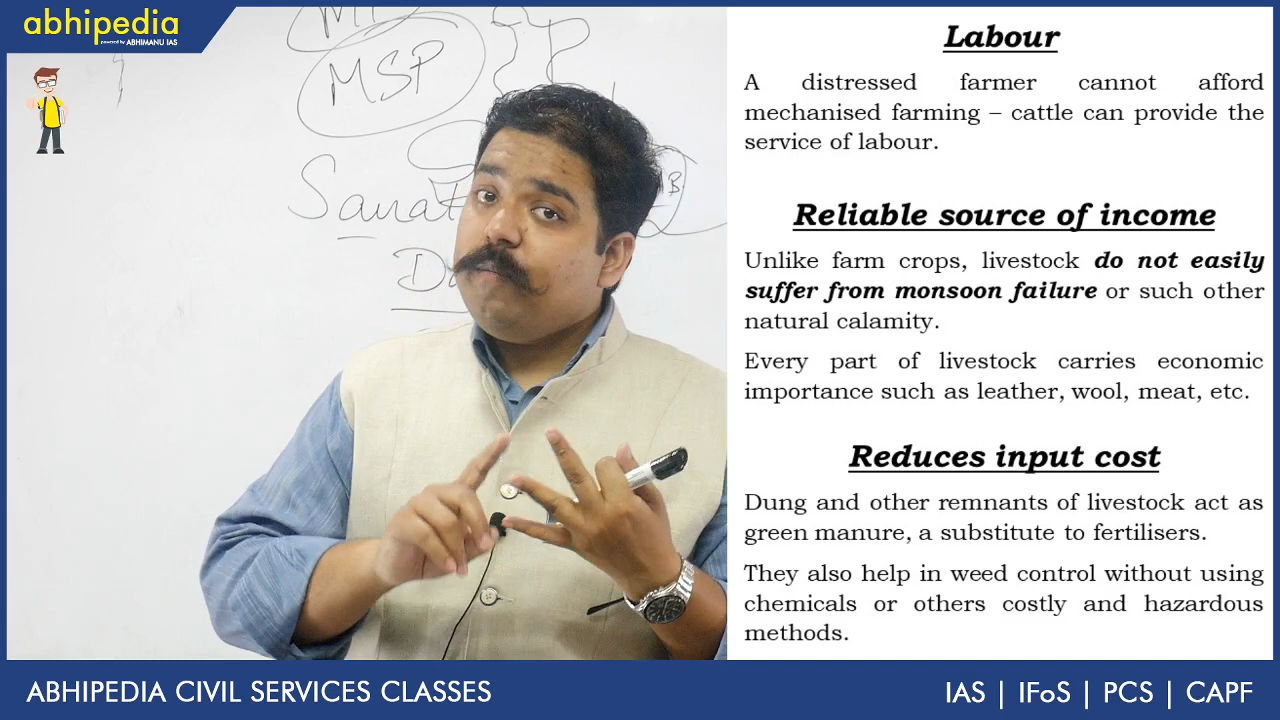 abhipedia
powered by ABHIMANU IAS
MSP
Labour
A distressed farmer cannot afford
mechanised farming – cattle can provide the
service of labour.
Reliable source of income
Unlike farm crops, livestock do not easily
suffer from monsoon failure or such other
natural calamity.
Every part of livestock carries economic
importance such as leather, wool, meat, etc.
Reduces input cost
Dung and other remnants of livestock act as
green manure, a substitute to fertilisers.
They also help in weed control without using
chemicals or others costly and hazardous
methods.
ABHIPEDIA CIVIL SERVICES CLASSES
IAS | IFoS | PCS | CAPF